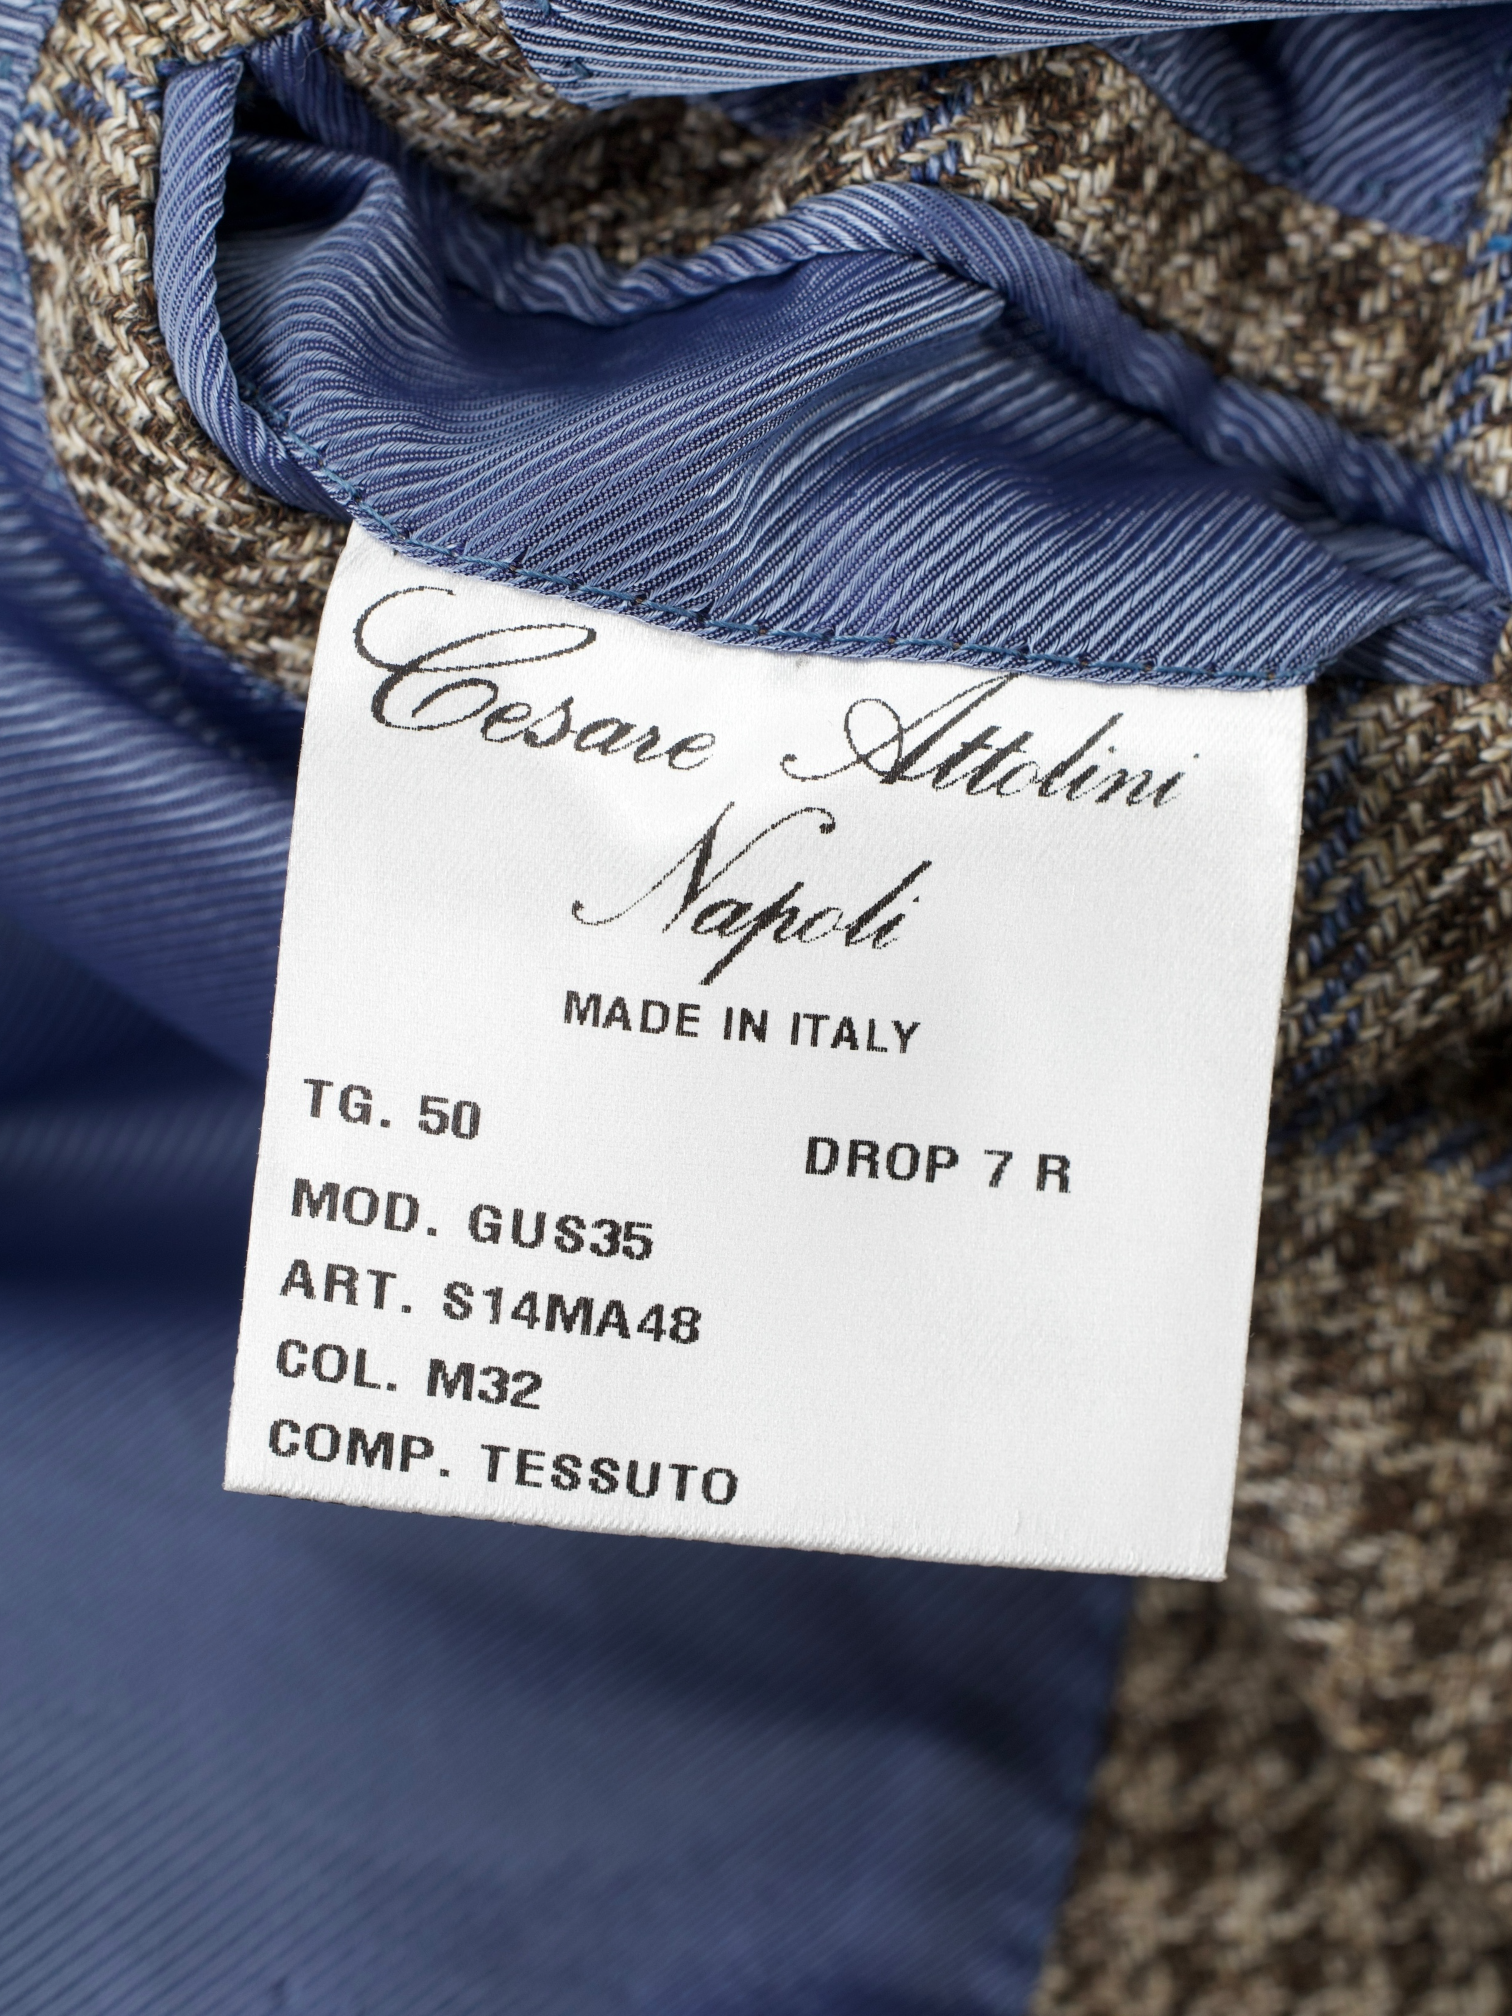 Cesare Attolini
Napoli
MADE IN ITALY
TG. 50 DROP 7 R
MOD. GUS35
ART. S14MA48
COL. M32
COMP. TESSUTO